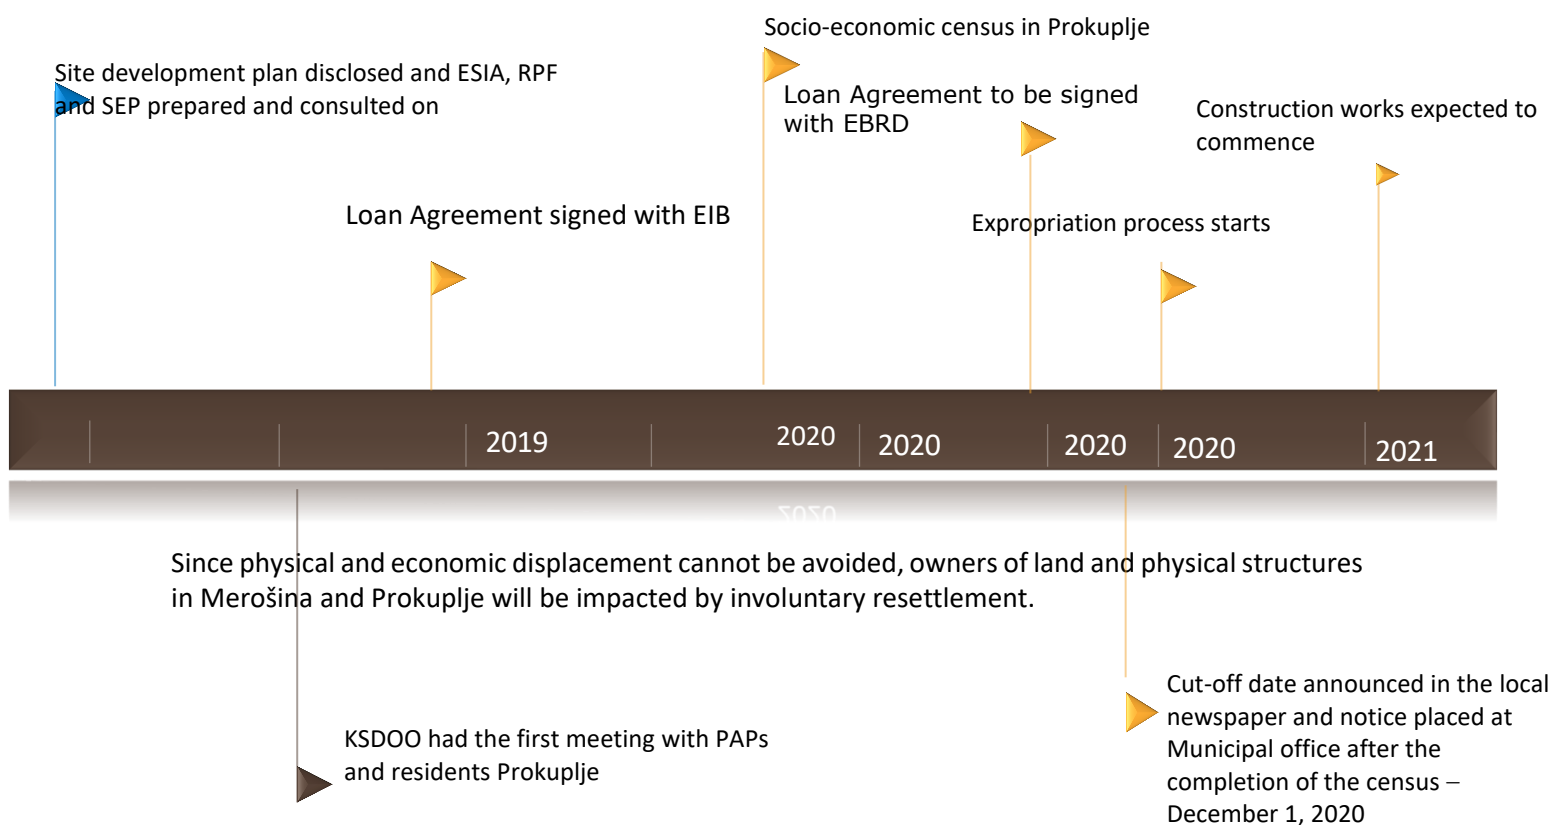 Socio-economic census in Prokuplje
Site development plan disclosed and ESIA, RPF
and SEP prepared and consulted on
Loan Agreement to be signed
with EBRD
Construction works expected to
commence
Loan Agreement signed with EIB
Expropriation process starts
2019
2020
2020
2020
2020
2021
Since physical and economic displacement cannot be avoided, owners of land and physical structures
in Merošina and Prokuplje will be impacted by involuntary resettlement.
KSDOO had the first meeting with PAPs
and residents Prokuplje
Cut-off date announced in the local
newspaper and notice placed at
Municipal office after the
completion of the census –
December 1, 2020